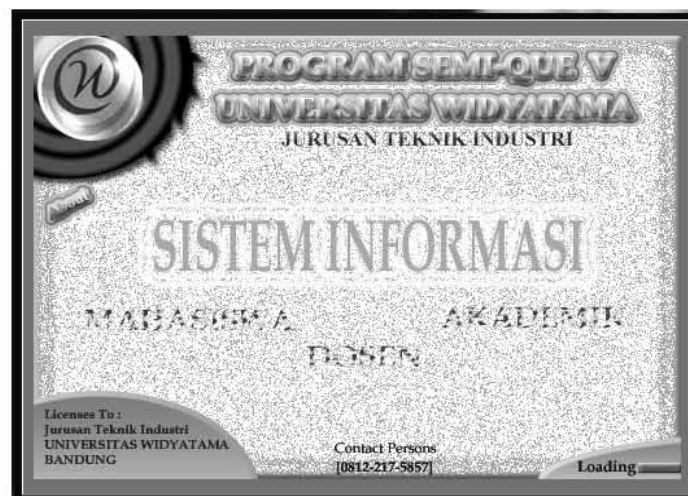 PROGRAM SEMI-QUE V
UNIVERSITAS WIDYATAMA
JURUSAN TEKNIK INDUSTRI
About
SISTEM INFORMASI
MAHASISWA AKADEMIK
DOSEN
Licenses To :
Jurusan Teknik Industri
UNIVERSITAS WIDYATAMA
BANDUNG
Contact Persons
[0812-217-5857]
Loading